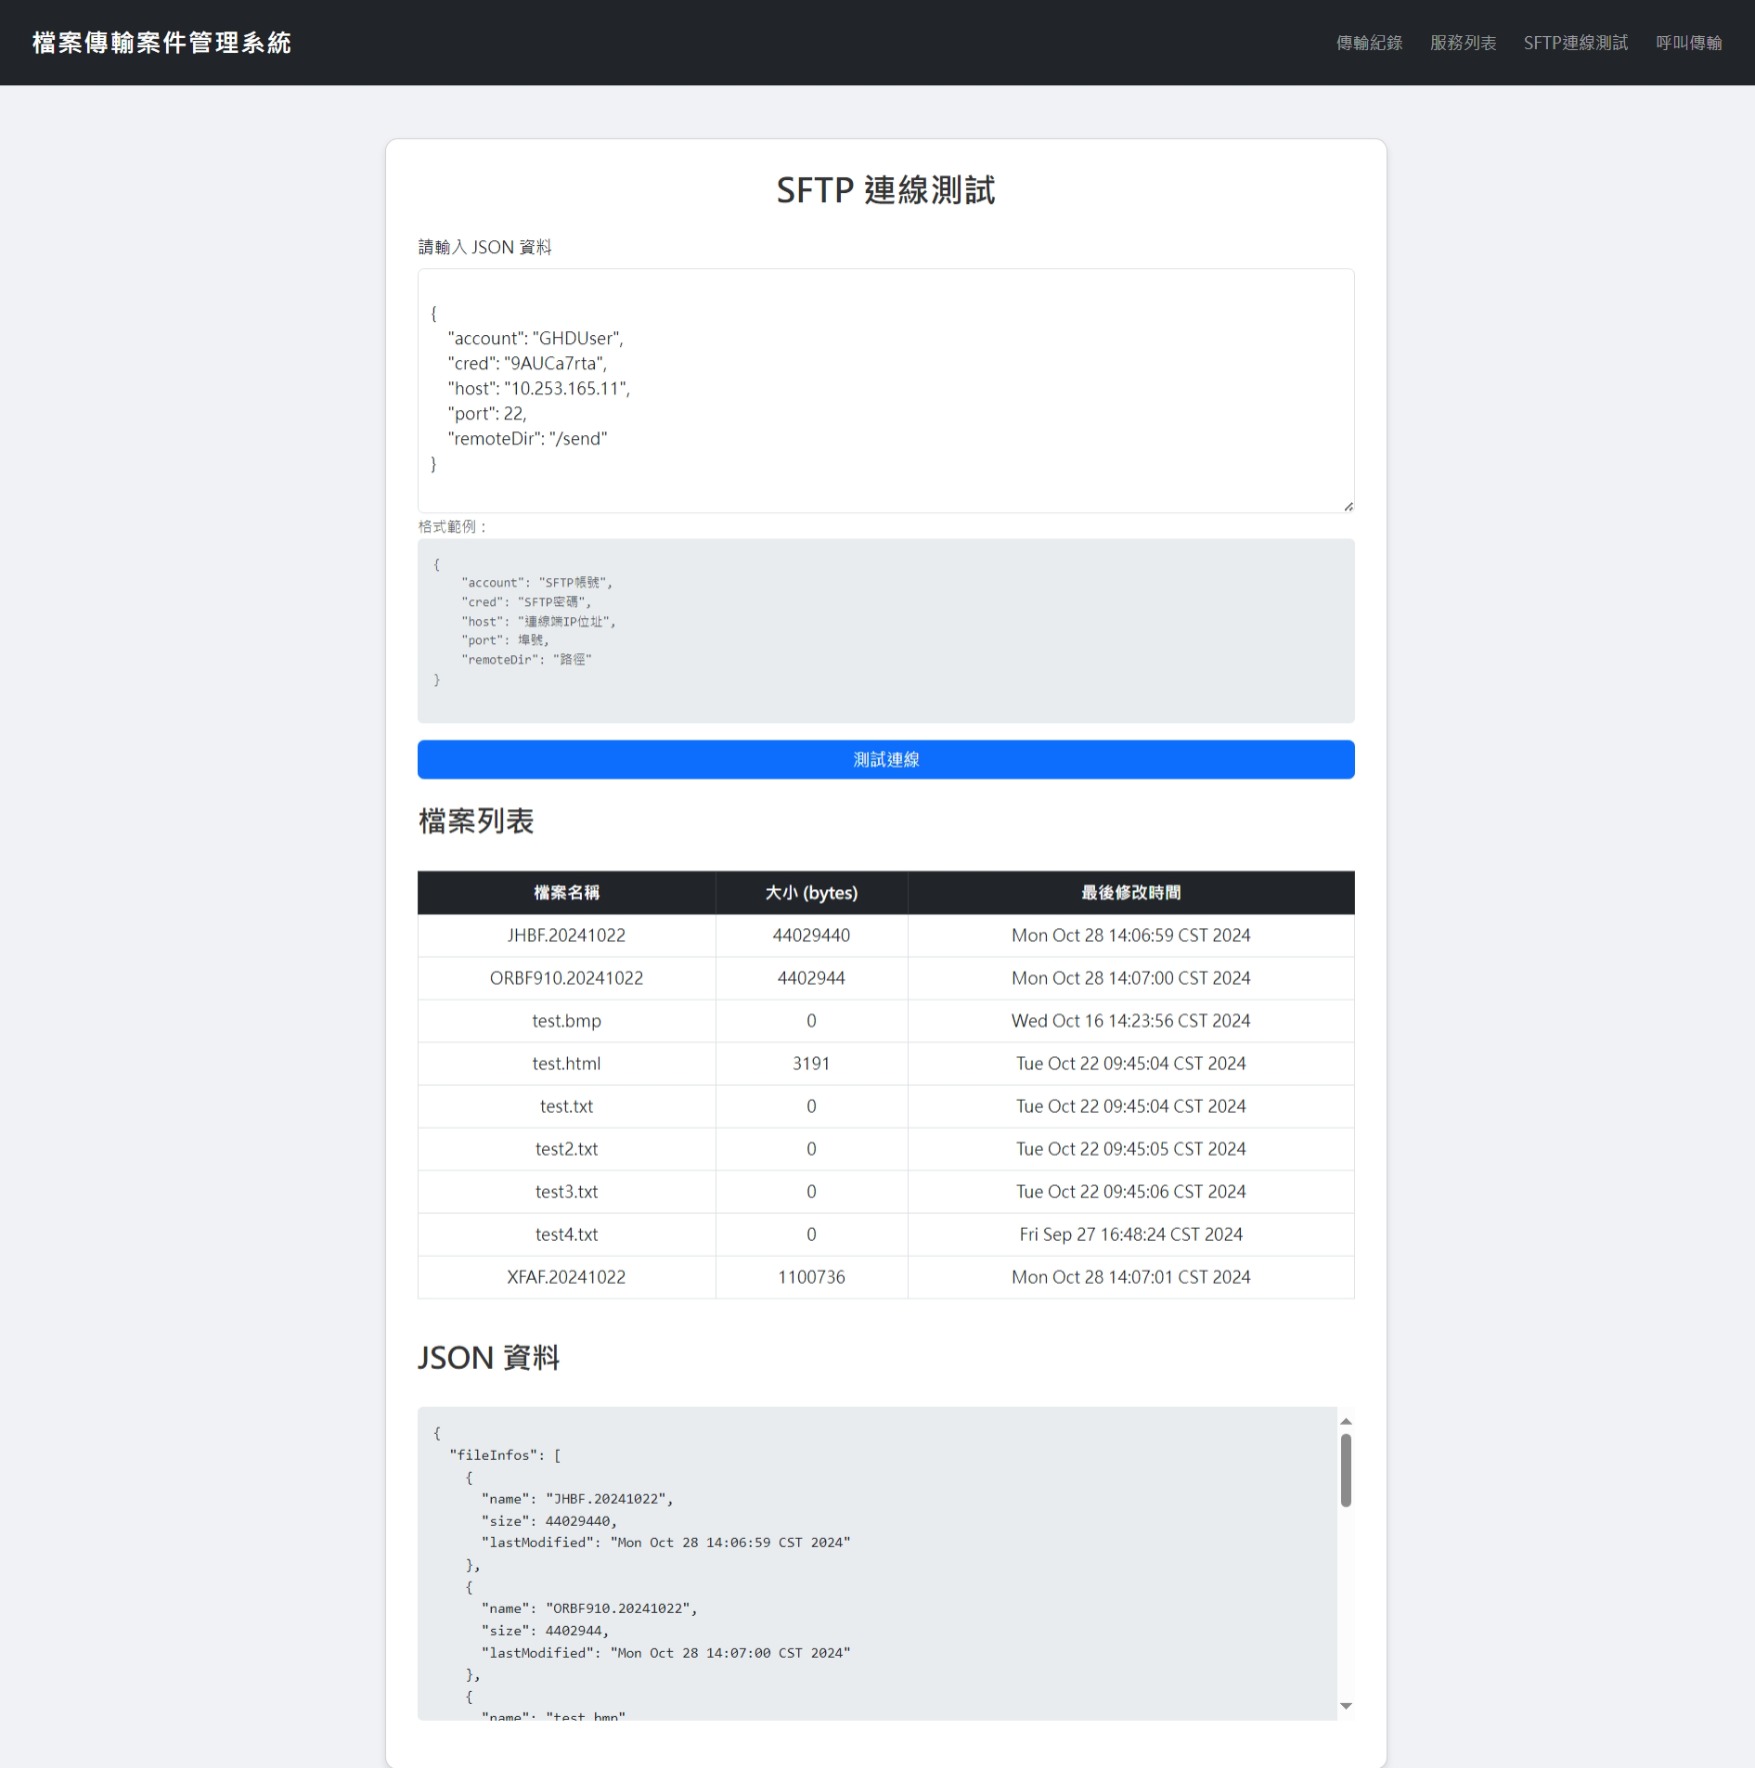 檔案傳輸案件管理系統
傳輸紀錄 服務列表 SFTP連線測試 呼叫傳輸
SFTP 連線測試
請輸入 JSON 資料
{
"account": "GHDUser",
"cred": "9AUCa7rta",
"host": "10.253.165.11",
"port": 22,
"remoteDir": "/send"
}
格式範例：
{
"account": "SFTP帳號",
"cred": "SFTP密碼",
"host": "連線端IP位址",
"port": 埠號,
"remoteDir": "路徑"
}
測試連線
檔案列表
檔案名稱 大小 (bytes) 最後修改時間
JHBF.20241022 44029440 Mon Oct 28 14:06:59 CST 2024
ORBF910.20241022 4402944 Mon Oct 28 14:07:00 CST 2024
test.bmp 0 Wed Oct 16 14:23:56 CST 2024
test.html 3191 Tue Oct 22 09:45:04 CST 2024
test.txt 0 Tue Oct 22 09:45:04 CST 2024
test2.txt 0 Tue Oct 22 09:45:05 CST 2024
test3.txt 0 Tue Oct 22 09:45:06 CST 2024
test4.txt 0 Fri Sep 27 16:48:24 CST 2024
XFAF.20241022 1100736 Mon Oct 28 14:07:01 CST 2024
JSON 資料
{
"fileInfos": [
{
"name": "JHBF.20241022",
"size": 44029440,
"lastModified": "Mon Oct 28 14:06:59 CST 2024"
},
{
"name": "ORBF910.20241022",
"size": 4402944,
"lastModified": "Mon Oct 28 14:07:00 CST 2024"
},
{
"name": "test.bmp"